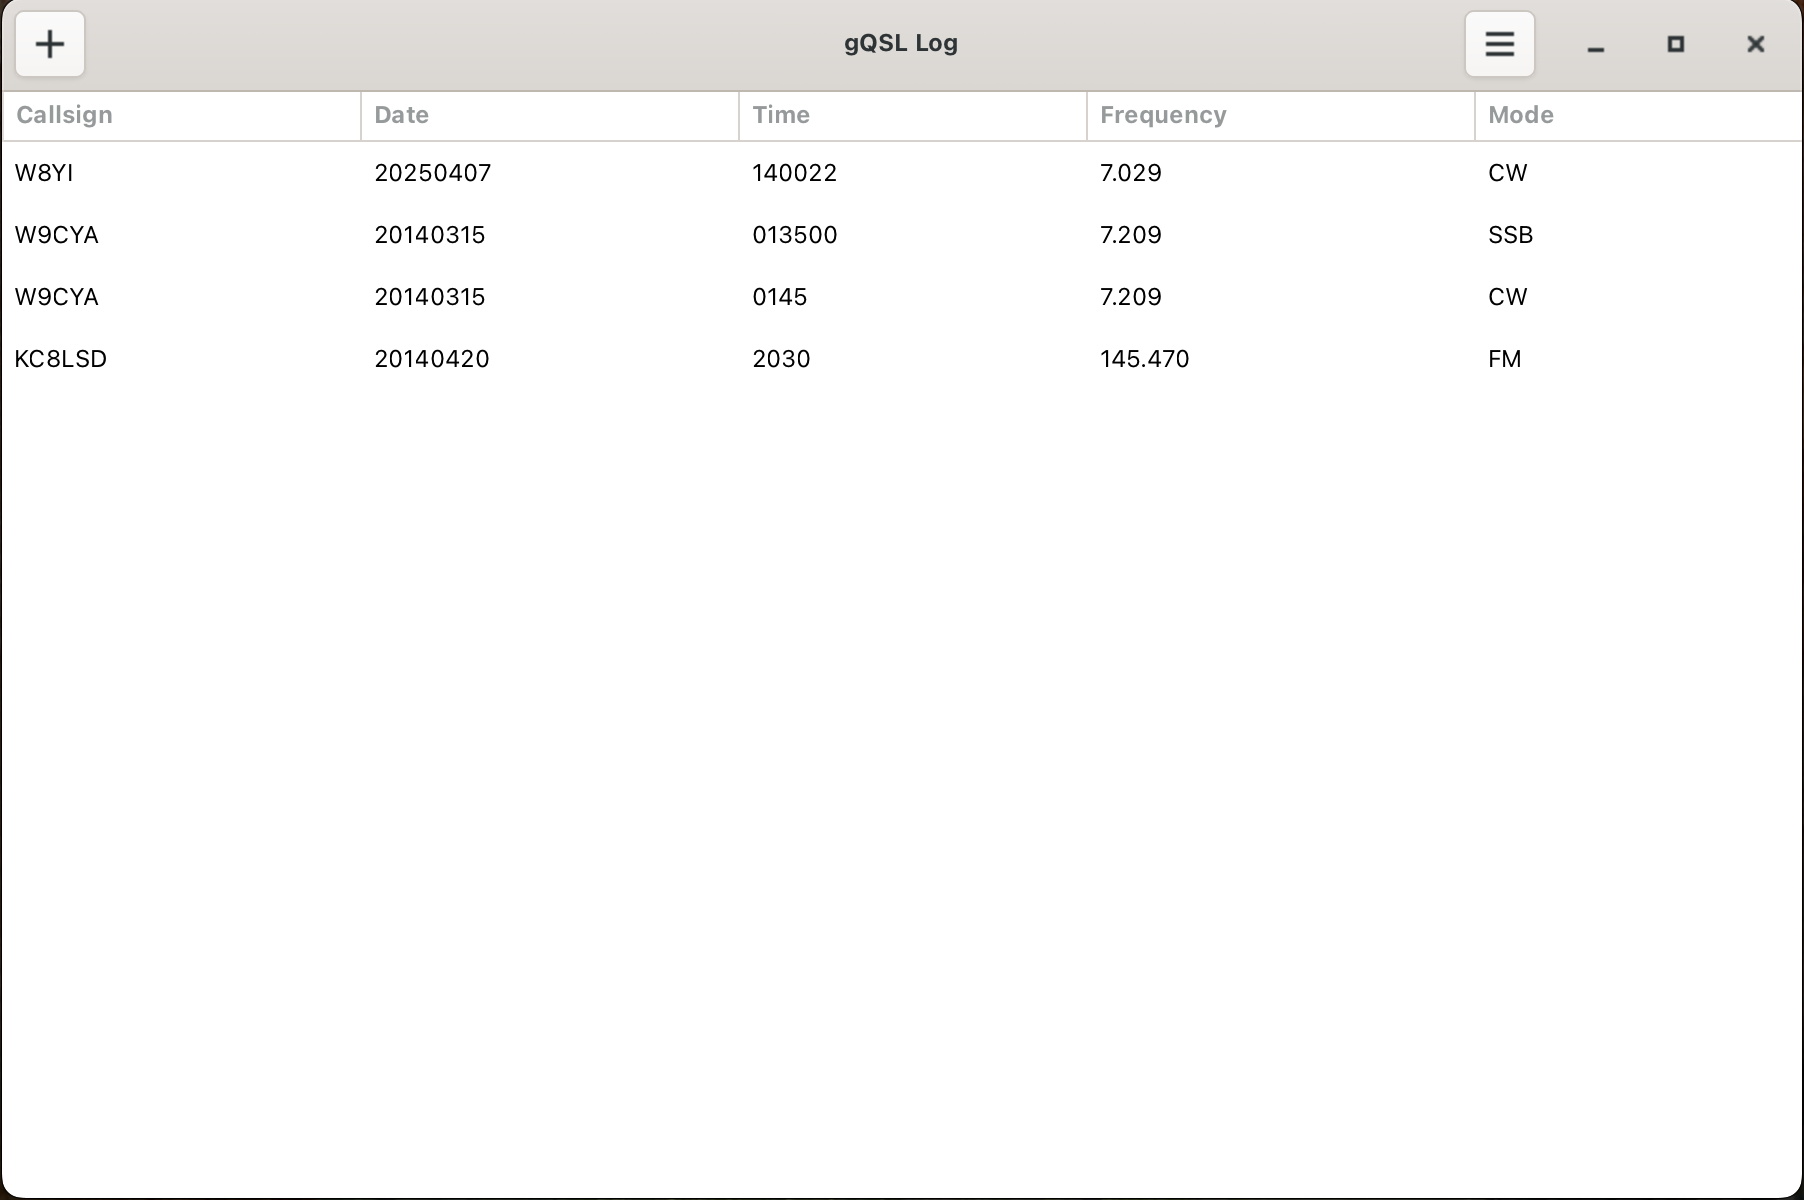 gQSL Log
Callsign Date Time Frequency Mode
W8YI 20250407 140022 7.029 CW
W9CYA 20140315 013500 7.209 SSB
W9CYA 20140315 0145 7.209 CW
KC8LSD 20140420 2030 145.470 FM